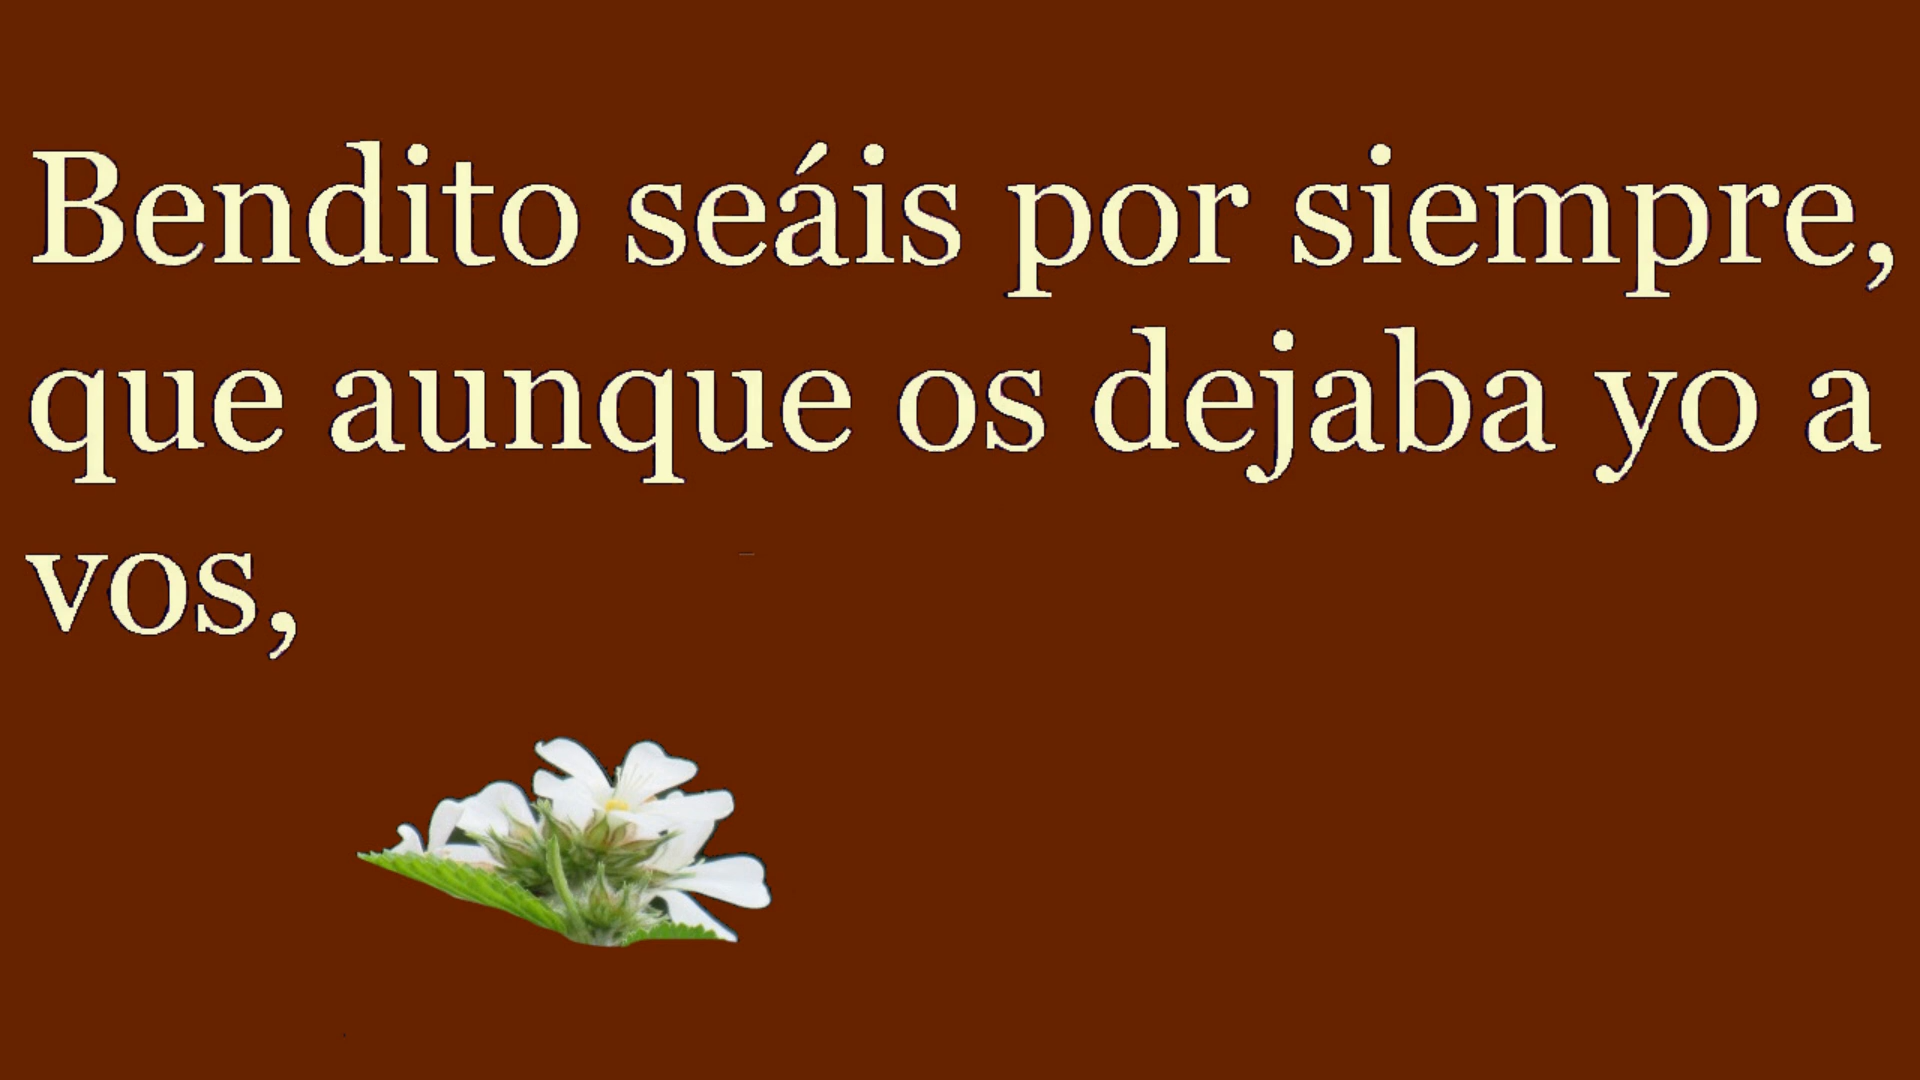 Bendito seáis por siempre,
que aunque os dejaba yo a
vos,